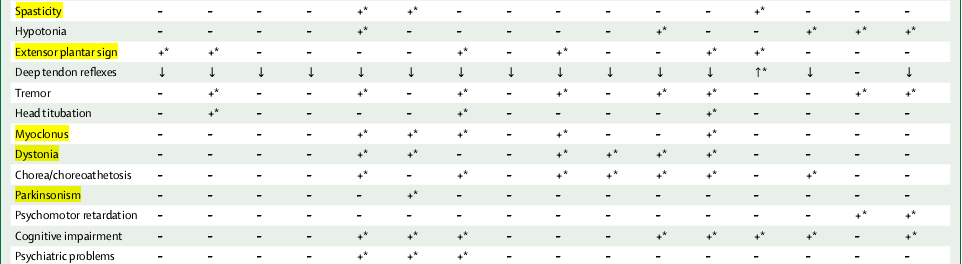 Spasticity - - - - +* +* - - - - - - +* - - -
Hypotonia - - - - +* - - - - - +* - - +* +* +*
Extensor plantar sign +* +* - - - - +* - +* - - +* +* - - -
Deep tendon reflexes ↓ ↓ ↓ ↓ ↓ ↓ ↓ ↓ ↓ ↓ ↓ ↓ ↑* ↓ - ↓
Tremor - +* - - +* - +* - +* - +* +* - - +* +*
Head titubation - +* - - - - +* - - - - +* - - - -
Myoclonus - - - - +* +* +* - +* - - +* - - - -
Dystonia - - - - +* +* - - +* +* +* +* - - - -
Chorea/choreoathetosis - - - - +* - +* - +* +* +* +* - +* - -
Parkinsonism - - - - - +* - - - - - - - - - -
Psychomotor retardation - - - - - - - - - - - - - - +* +*
Cognitive impairment - - - - +* +* +* - - - +* +* +* +* - +*
Psychiatric problems - - - - +* +* +* - - - - - - - - -